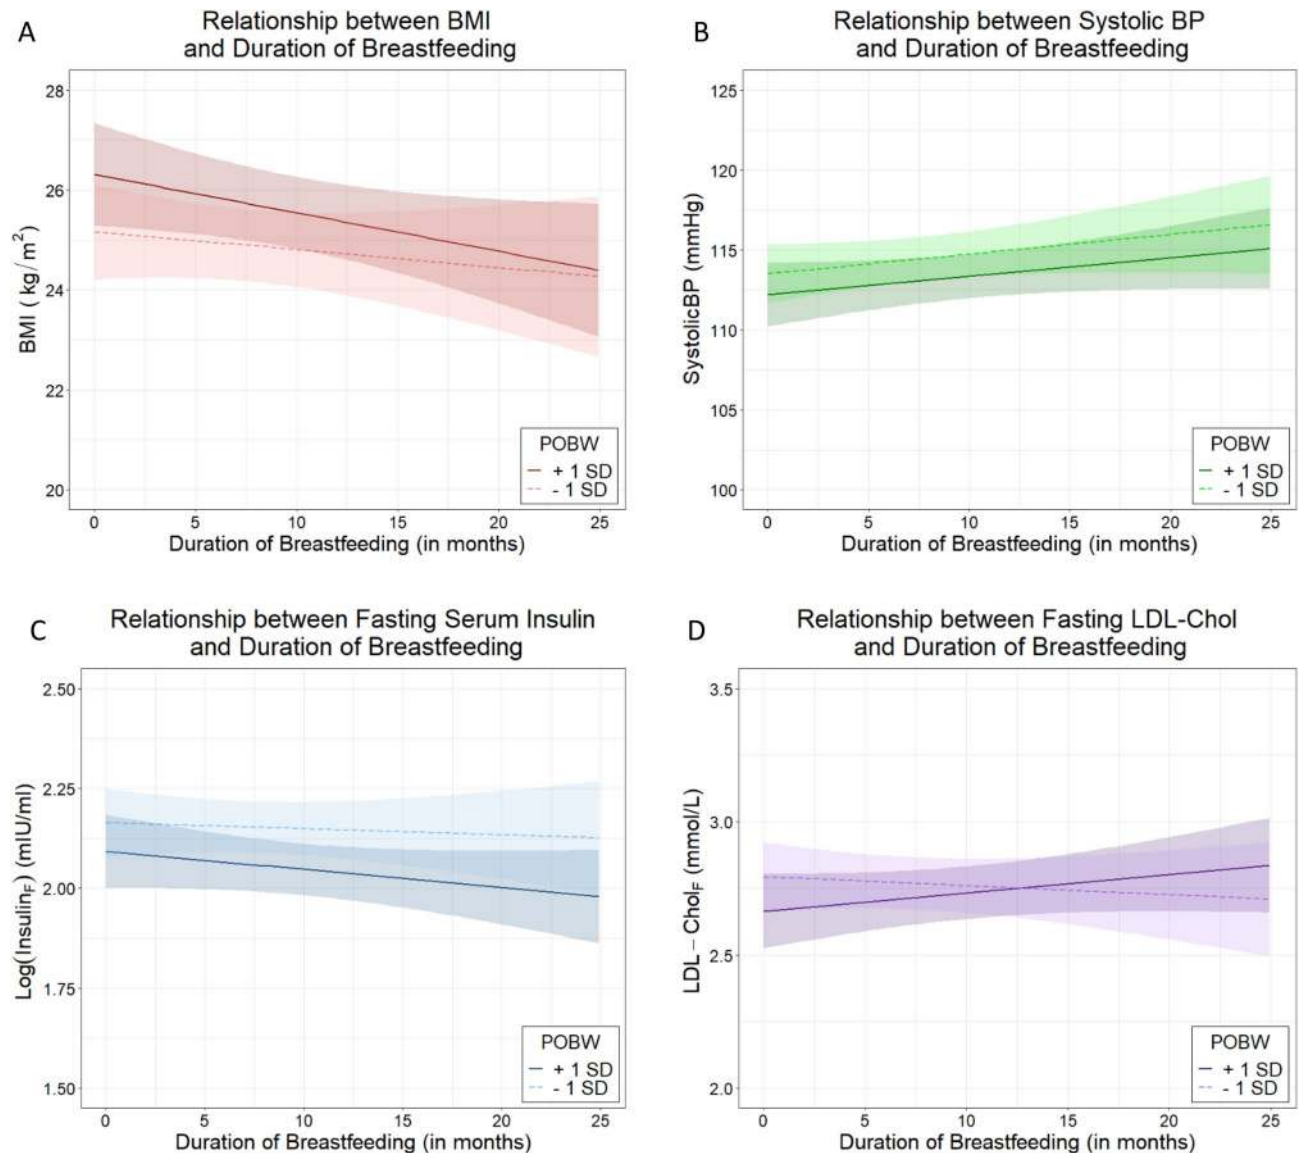 A
Relationship between BMI
and Duration of Breastfeeding
28
26
24
22
20
BMI ( kg/m²)
POBW
+ 1 SD
- 1 SD
0 5 10 15 20 25
Duration of Breastfeeding (in months)
B
Relationship between Systolic BP
and Duration of Breastfeeding
125
120
115
110
105
100
SystolicBP (mmHg)
POBW
+ 1 SD
- 1 SD
0 5 10 15 20 25
Duration of Breastfeeding (in months)
C
Relationship between Fasting Serum Insulin
and Duration of Breastfeeding
2.50
2.25
2.00
1.75
1.50
Log(Insulin_F) (mIU/ml)
POBW
+ 1 SD
- 1 SD
0 5 10 15 20 25
Duration of Breastfeeding (in months)
D
Relationship between Fasting LDL-Chol
and Duration of Breastfeeding
3.5
3.0
2.5
2.0
LDL − Chol_F (mmol/L)
POBW
+ 1 SD
- 1 SD
0 5 10 15 20 25
Duration of Breastfeeding (in months)